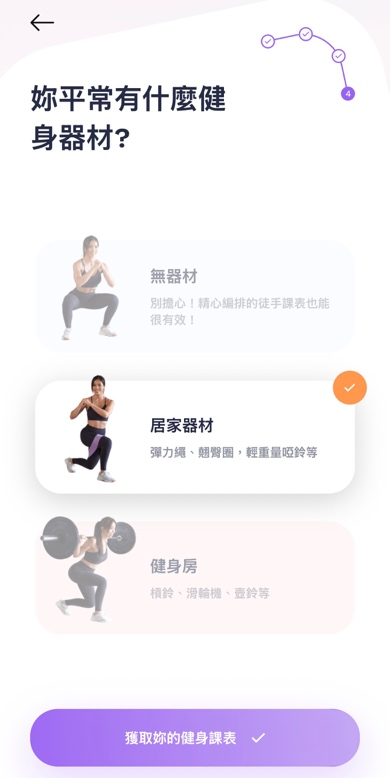 4
妳平常有什麼健
身器材?
無器材
別擔心！精心編排的徒手課表也能
很有效！
居家器材
彈力繩、翹臀圈，輕重量啞鈴等
健身房
槓鈴、滑輪機、壺鈴等
獲取妳的健身課表